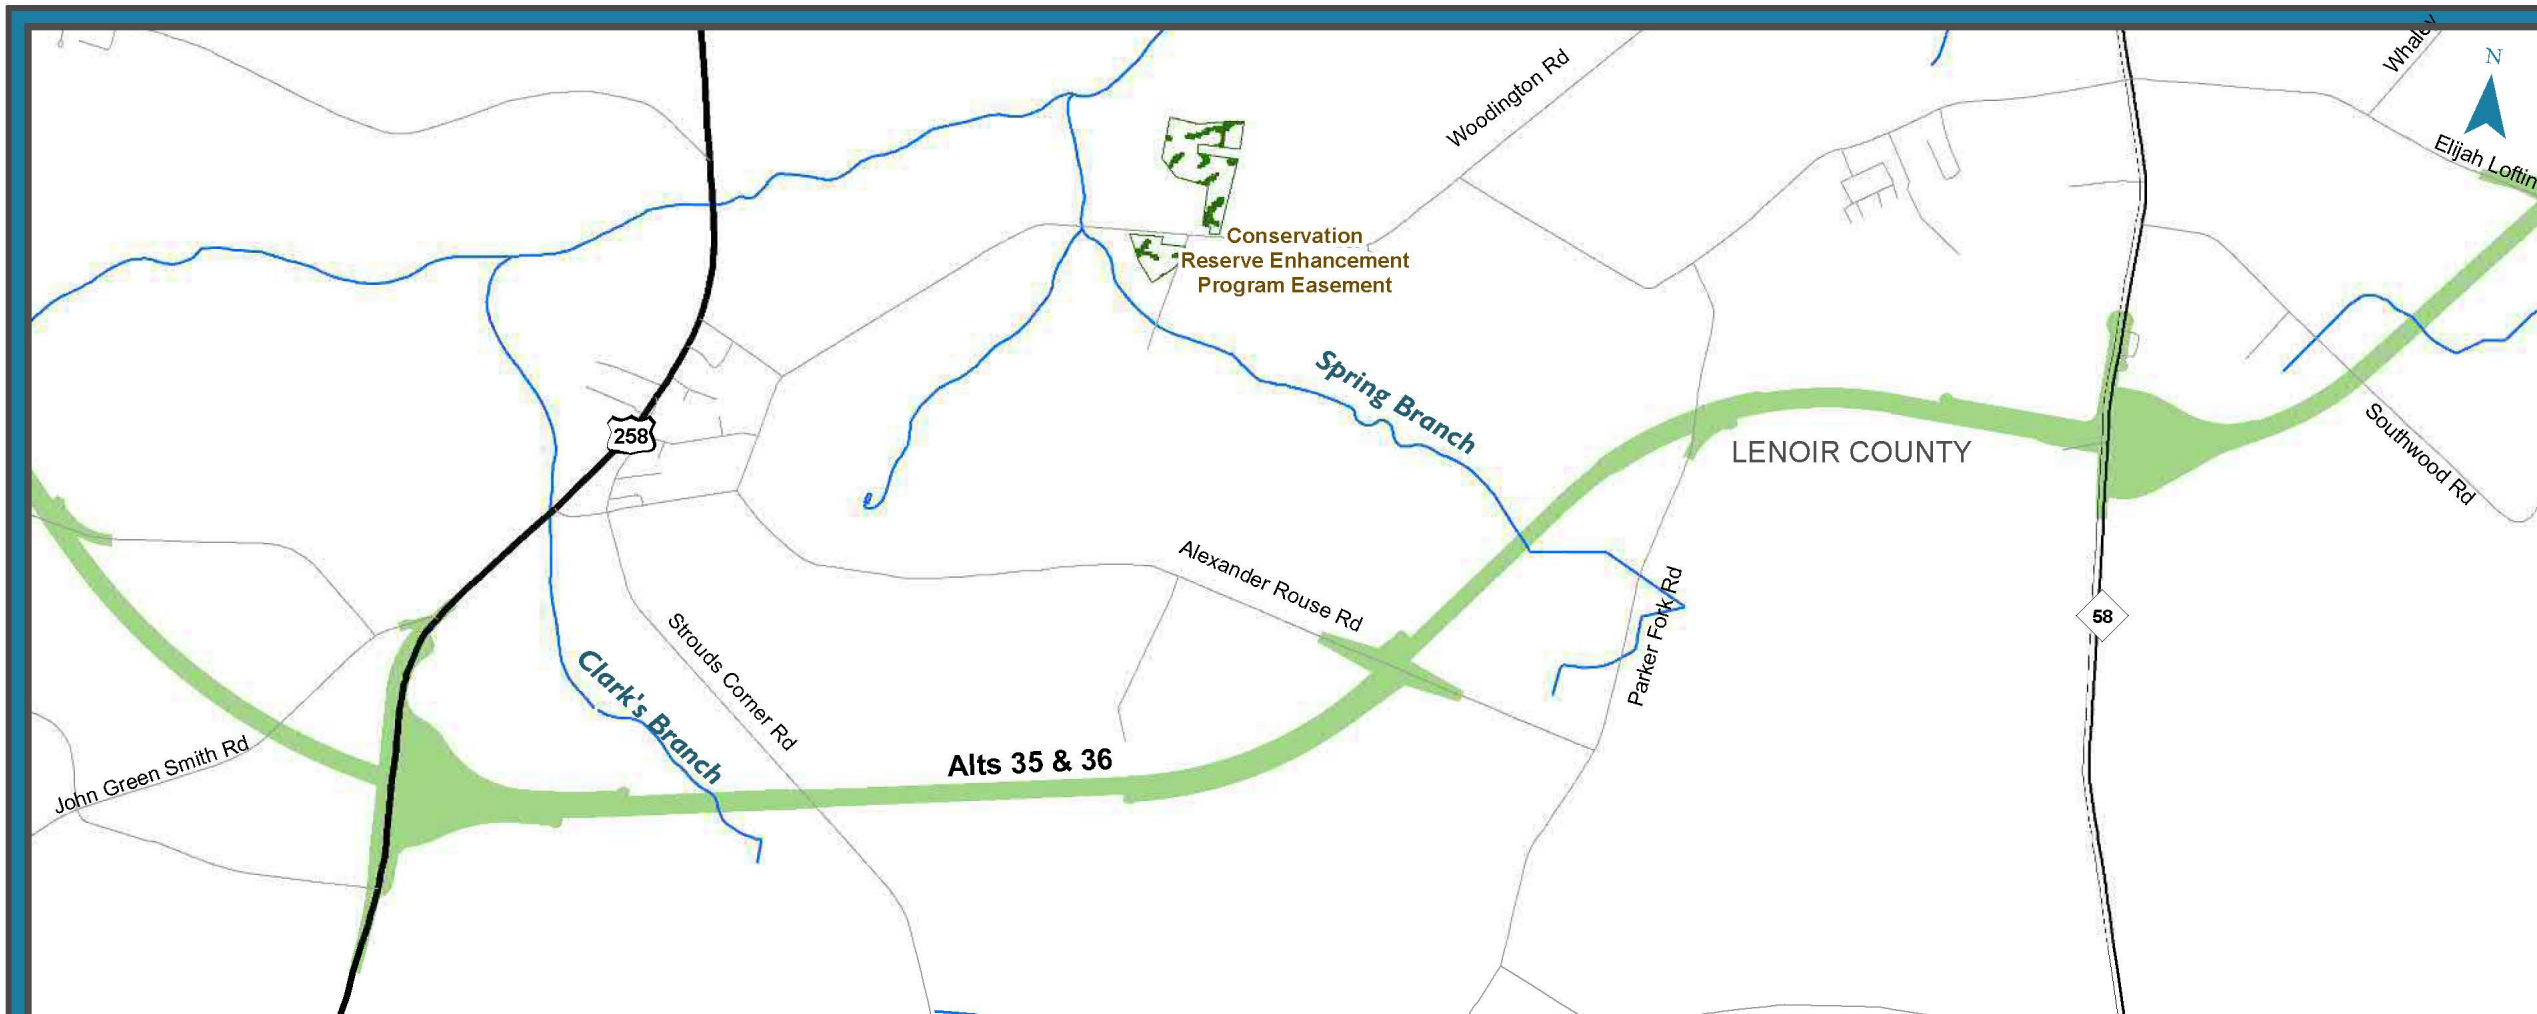 Whaley
N
Woodington Rd
Elijah Loftin
Conservation
Reserve Enhancement
Program Easement
Spring Branch
258
LENOIR COUNTY
Southwood Rd
Alexander Rouse Rd
58
Parker Fork Rd
Strouds Corner Rd
Clark's Branch
John Green Smith Rd
Alts 35 & 36